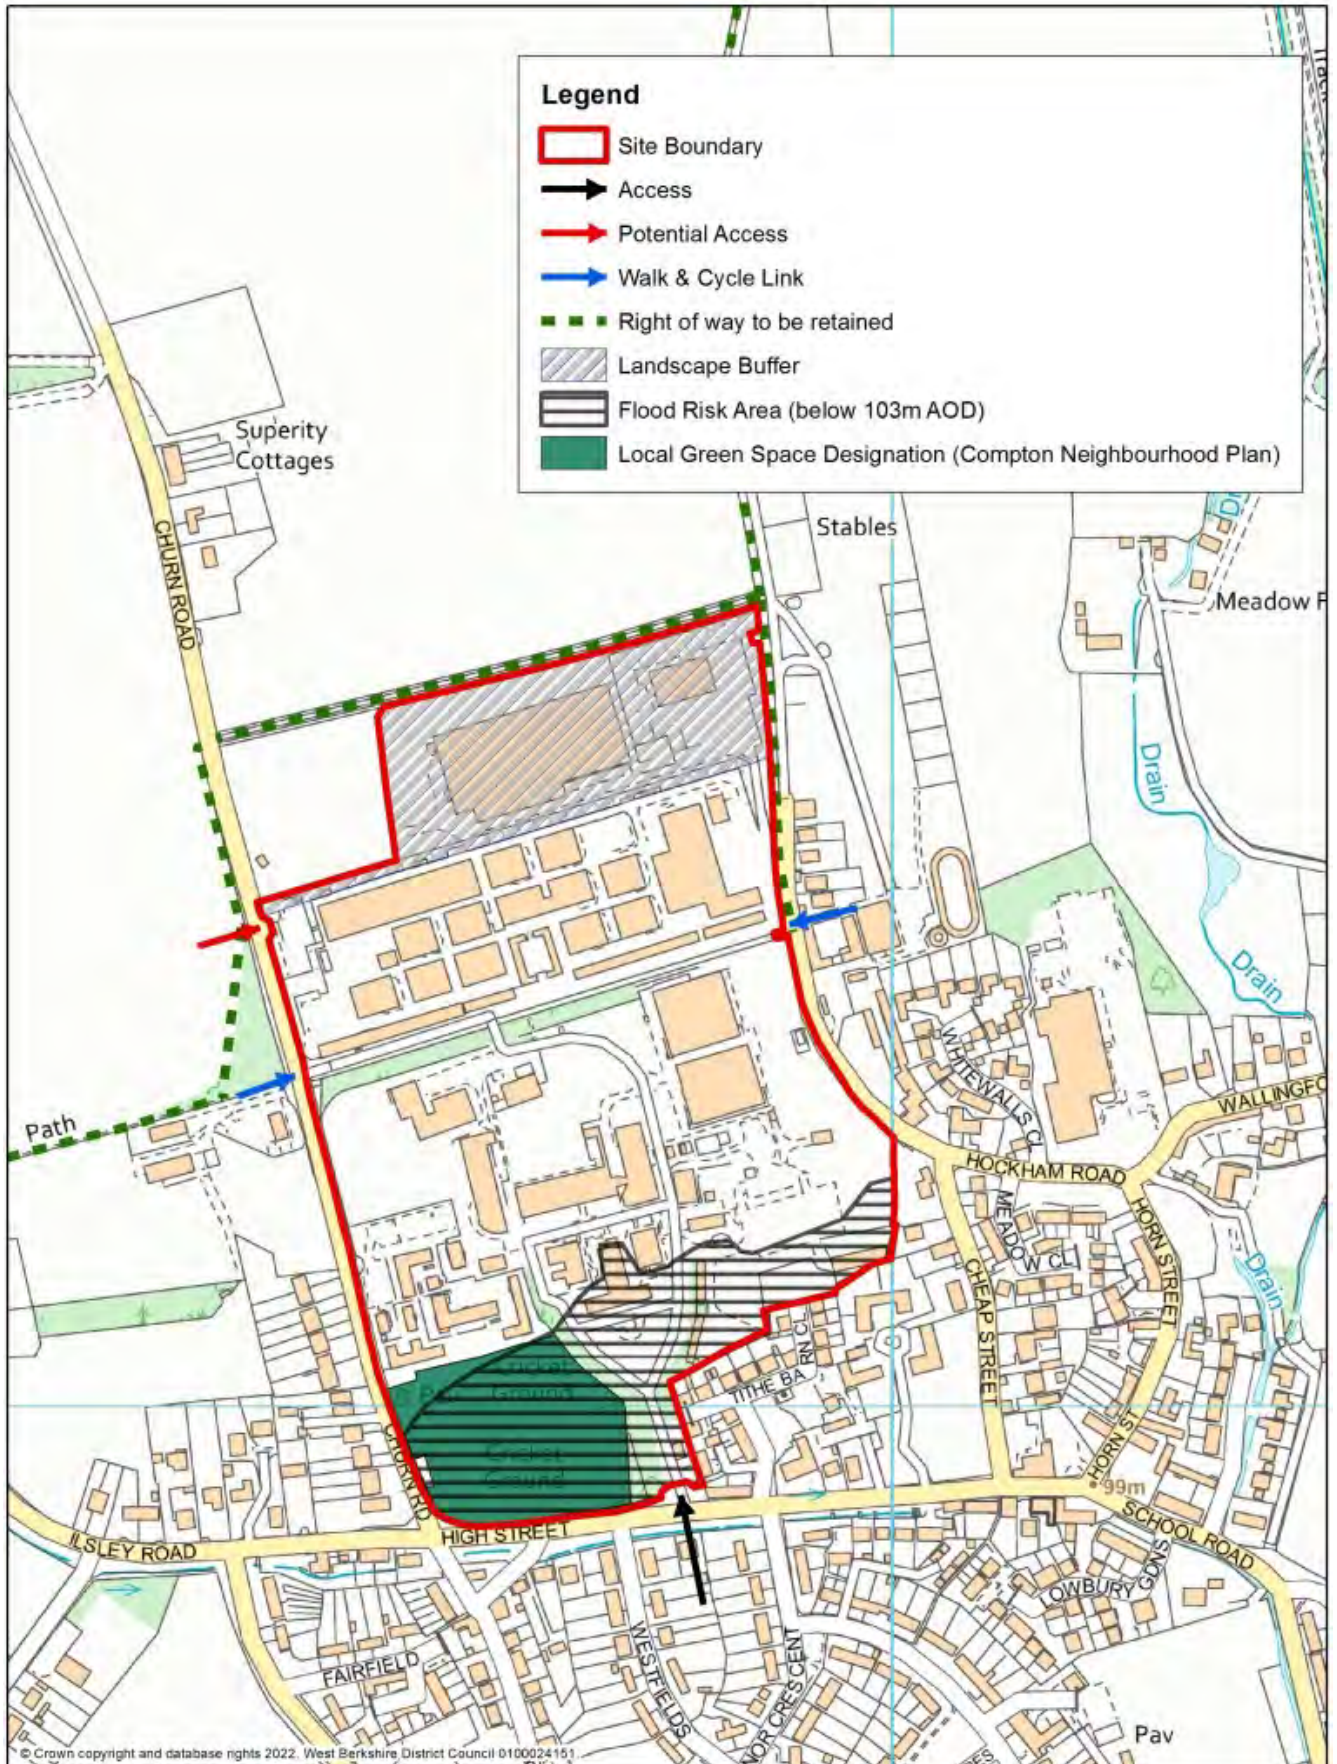 Legend
Site Boundary
Access
Potential Access
Walk & Cycle Link
Right of way to be retained
Landscape Buffer
Flood Risk Area (below 103m AOD)
Local Green Space Designation (Compton Neighbourhood Plan)
Track
Superity
Cottages
CHURN ROAD
Stables
Meadow F
Drain
Drain
WHITEWALLS CL
WALLINGFO
Path
HOCKHAM ROAD
MEADOW CL
HORN STREET
Drain
CHEAP STREET
TITHE BA RN CL
Cricket
Ground
Cricket
Ground
CHURN RD
HORN ST
99m
SCHOOL ROAD
HIGH STREET
ILSLEY ROAD
LOWBURY GDNS
FAIRFIELD
WESTFIELDS
NOR CRESCENT
Pav
© Crown copyright and database rights 2022. West Berkshire District Council 0100024151.